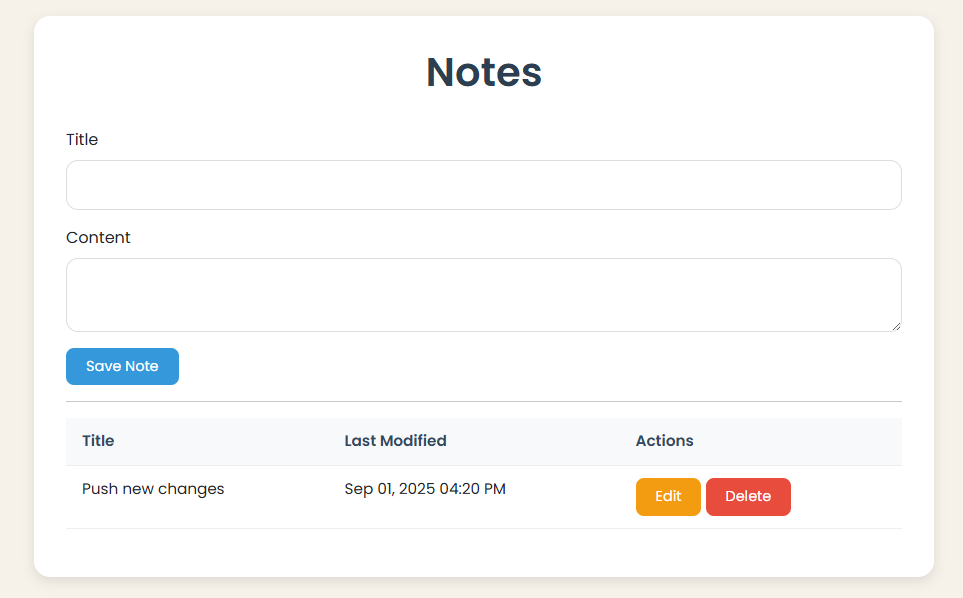 Notes
Title
Content
Save Note
Title Last Modified Actions
Push new changes Sep 01, 2025 04:20 PM Edit Delete